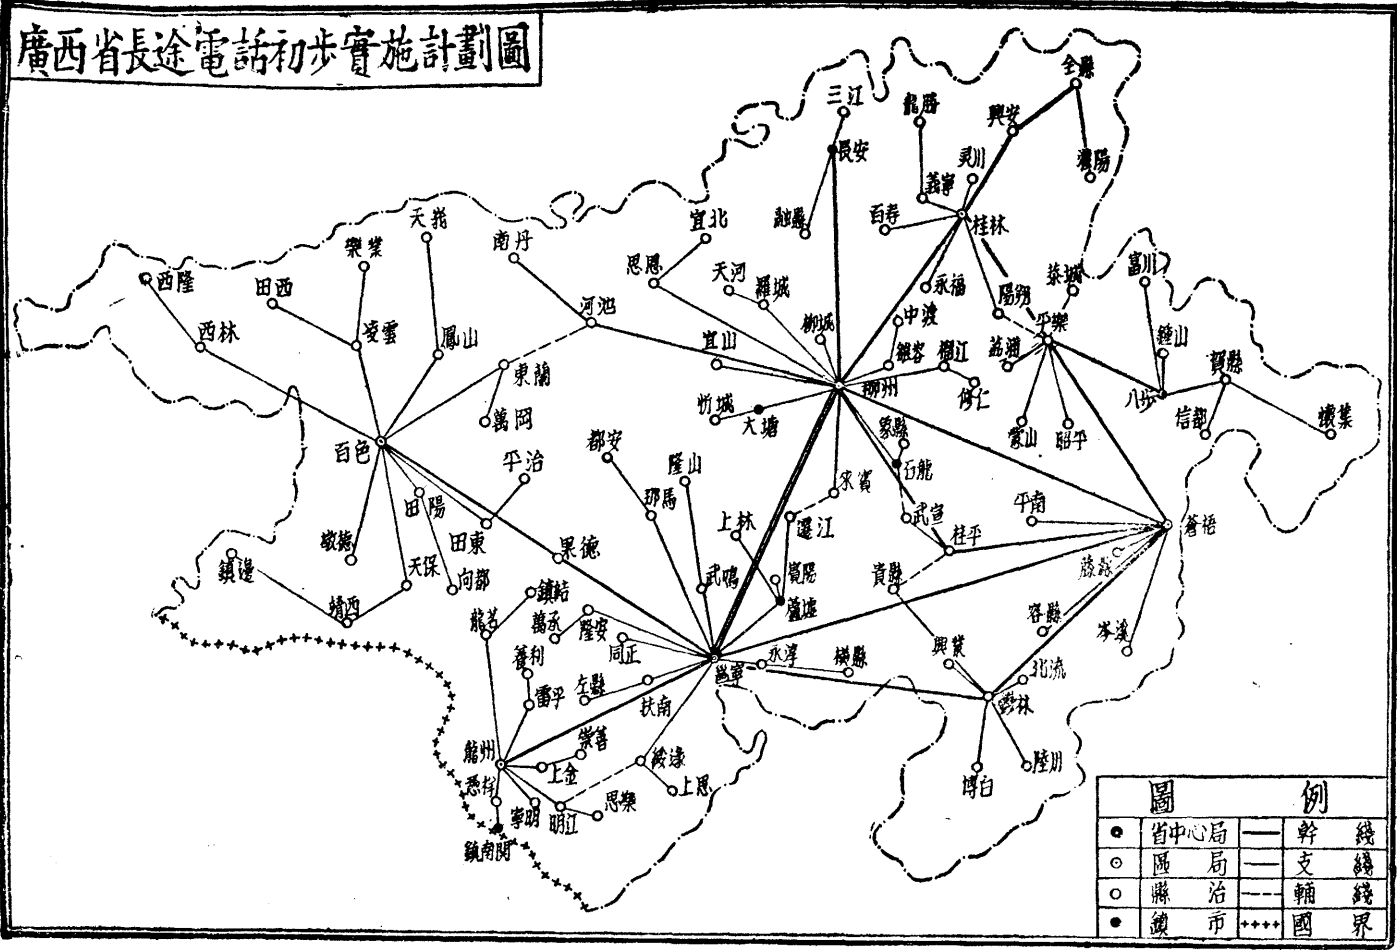 廣西省長途電話初步實施計劃圖
全縣
三江
龍勝
興安
長安
灵川
灌陽
義寧
融縣
宜北
百壽
桂林
天峩
樂業
南丹
思恩
天河
羅城
永福
陽朔
恭城
富川
西隆
田西
河池
中渡
柳城
平樂
西林
凌雲
鳳山
宜山
雒容
榴江
荔浦
鍾山
賀縣
東蘭
柳州
修仁
八步
萬岡
忻城
大塘
象縣
蒙山
昭平
信都
懷集
百色
都安
平治
隆山
石龍
來賓
田陽
那馬
上林
遷江
武宣
平南
蒼梧
田東
桂平
敬德
果德
鎮邊
天保
向都
武鳴
賓陽
貴縣
藤縣
靖西
鎮結
蘆墟
龍茗
萬承
隆安
容縣
岑溪
養利
同正
永淳
橫縣
興業
北流
邕寧
雷平
左縣
扶南
鬱林
龍州
崇善
上金
綏淥
憑祥
上思
博白
陸川
寧明
明江
思樂
鎮南関
圖例
省中心局 幹綫
區局 支綫
縣治 輔綫
鎮市 國界